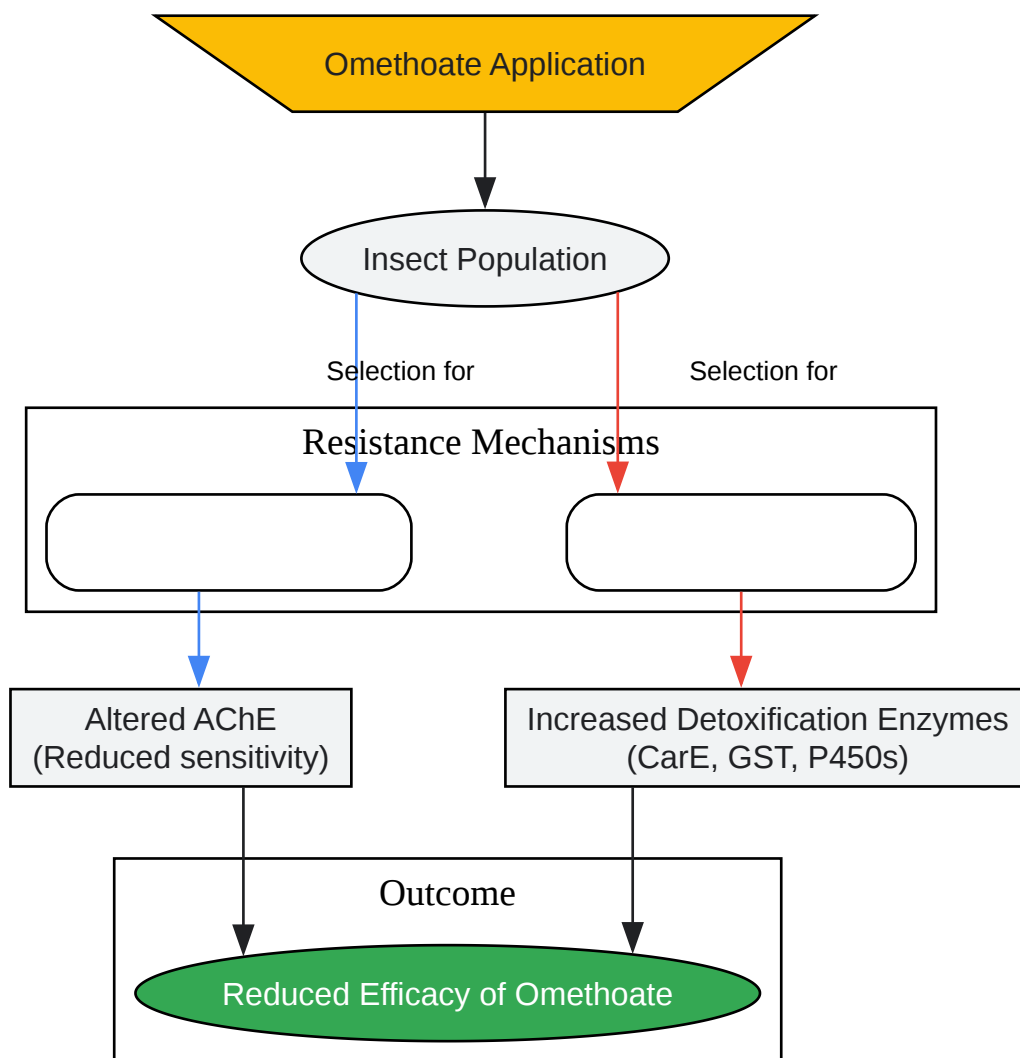 Omethoate Application
Insect Population
Selection for
Selection for
Resistance Mechanisms
Altered AChE
(Reduced sensitivity)
Increased Detoxification Enzymes
(CarE, GST, P450s)
Outcome
Reduced Efficacy of Omethoate